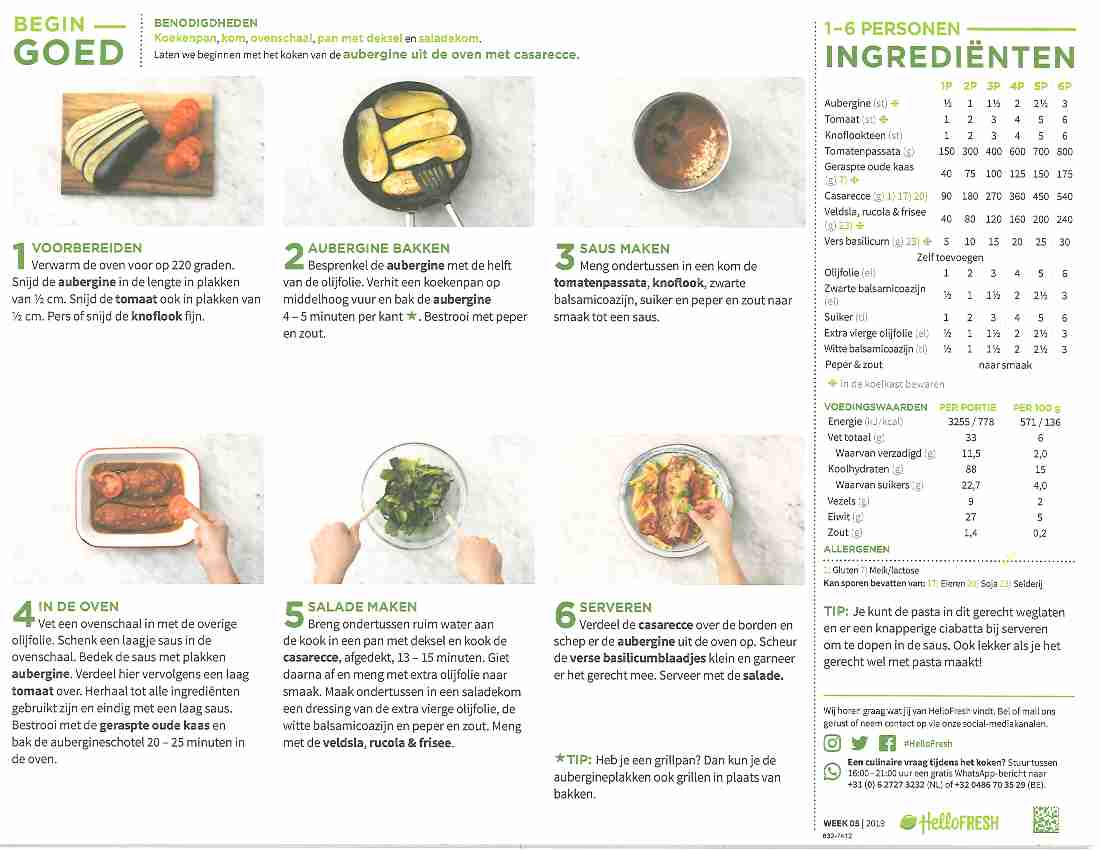 BEGIN
GOED
BENODIGDHEDEN
Koekenpan, kom, ovenschaal, pan met deksel en saladekom.
Laten we beginnen met het koken van de aubergine uit de oven met casarecce.
1 VOORBEREIDEN
Verwarm de oven voor op 220 graden.
Snijd de aubergine in de lengte in plakken
van ½ cm. Snijd de tomaat ook in plakken van
½ cm. Pers of snijd de knoflook fijn.
2 AUBERGINE BAKKEN
Besprenkel de aubergine met de helft
van de olijfolie. Verhit een koekenpan op
middelhoog vuur en bak de aubergine
4 – 5 minuten per kant ★. Bestrooi met peper
en zout.
3 SAUS MAKEN
Meng ondertussen in een kom de
tomatenpassata, knoflook, zwarte
balsamicoazijn, suiker en peper en zout naar
smaak tot een saus.
4 IN DE OVEN
Vet een ovenschaal in met de overige
olijfolie. Schenk een laagje saus in de
ovenschaal. Bedek de saus met plakken
aubergine. Verdeel hier vervolgens een laag
tomaat over. Herhaal tot alle ingrediënten
gebruikt zijn en eindig met een laag saus.
Bestrooi met de geraspte oude kaas en
bak de aubergineschotel 20 – 25 minuten in
de oven.
5 SALADE MAKEN
Breng ondertussen ruim water aan
de kook in een pan met deksel en kook de
casarecce, afgedekt, 13 – 15 minuten. Giet
daarna af en meng met extra olijfolie naar
smaak. Maak ondertussen in een saladekom
een dressing van de extra vierge olijfolie, de
witte balsamicoazijn en peper en zout. Meng
met de veldsla, rucola & frisee.
6 SERVEREN
Verdeel de casarecce over de borden en
schep er de aubergine uit de oven op. Scheur
de verse basilicumblaadjes klein en garneer
er het gerecht mee. Serveer met de salade.
★TIP: Heb je een grillpan? Dan kun je de
aubergineplakken ook grillen in plaats van
bakken.
1–6 PERSONEN
INGREDIËNTEN
1P 2P 3P 4P 5P 6P
Aubergine (st) ½ 1 1½ 2 2½ 3
Tomaat (st) 1 2 3 4 5 6
Knoflookteen (st) 1 2 3 4 5 6
Tomatenpassata (g) 150 300 400 600 700 800
Geraspte oude kaas
(g) 7) 40 75 100 125 150 175
Casarecce (g) 1) 17) 20) 90 180 270 360 450 540
Veldsla, rucola & frisee
(g) 23) 40 80 120 160 200 240
Vers basilicum (g) 23) 5 10 15 20 25 30
Zelf toevoegen
Olijfolie (el) 1 2 3 4 5 6
Zwarte balsamicoazijn
(el) ½ 1 1½ 2 2½ 3
Suiker (tl) 1 2 3 4 5 6
Extra vierge olijfolie (el) ½ 1 1½ 2 2½ 3
Witte balsamicoazijn (tl) ½ 1 1½ 2 2½ 3
Peper & zout naar smaak
in de koelkast bewaren
VOEDINGSWAARDEN PER PORTIE PER 100 g
Energie (kJ/kcal) 3255 / 778 571 / 136
Vet totaal (g) 33 6
Waarvan verzadigd (g) 11,5 2,0
Koolhydraten (g) 88 15
Waarvan suikers (g) 22,7 4,0
Vezels (g) 9 2
Eiwit (g) 27 5
Zout (g) 1,4 0,2
ALLERGENEN
1) Gluten 7) Melk/lactose
Kan sporen bevatten van: 17) Eieren 20) Soja 23) Selderij
TIP: Je kunt de pasta in dit gerecht weglaten
en er een knapperige ciabatta bij serveren
om te dopen in de saus. Ook lekker als je het
gerecht wel met pasta maakt!
Wij horen graag wat jij van HelloFresh vindt. Bel of mail ons
gerust of neem contact op via onze social-mediakanalen.
#HelloFresh
Een culinaire vraag tijdens het koken? Stuur tussen
16:00–21:00 uur een gratis WhatsApp-bericht naar
+31 (0) 6 2727 3232 (NL) of +32 0486 70 35 29 (BE).
WEEK 05 | 2019
HelloFRESH